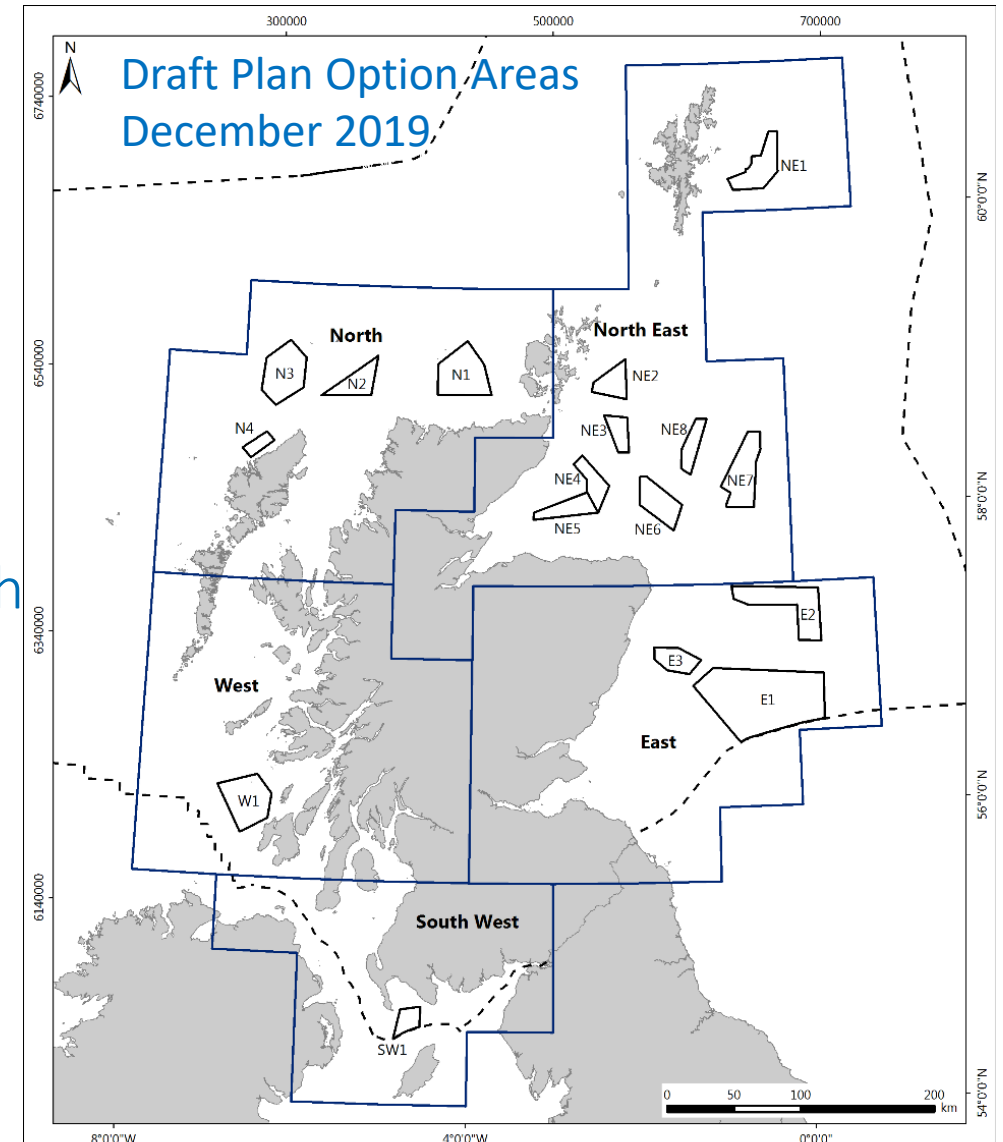 300000 500000 700000
N
Draft Plan Option Areas
December 2019
6740000
NE1
60°0'0"N
North
North East
6540000
N3
N2
N1
NE2
N4
NE3
NE8
NE4
NE7
58°0'0"N
NE5
NE6
h
E2
6340000
E3
West
E1
East
W1
56°0'0"N
6140000
South West
SW1
0 50 100 200
km
54°0'0"N
8°0'0"W 4°0'0"W 0°0'0"